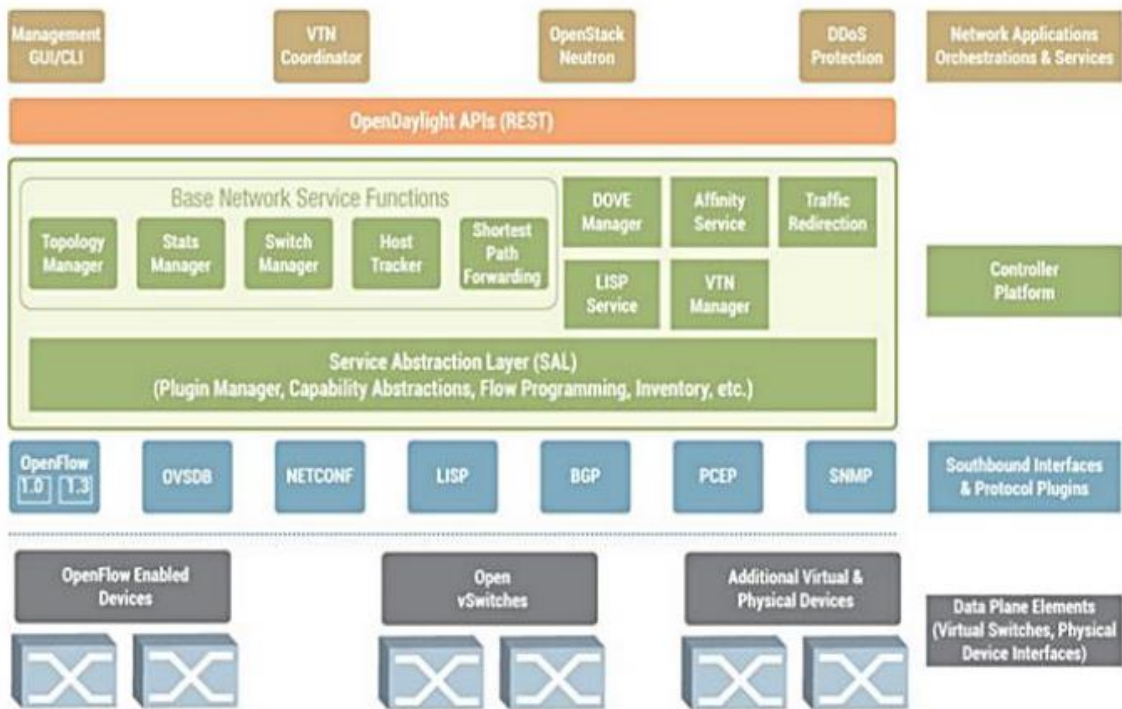 Management
GUI/CLI
VTN
Coordinator
OpenStack
Neutron
DDoS
Protection
Network Applications
Orchestrations & Services
OpenDaylight APIs (REST)
Base Network Service Functions
Topology
Manager
Stats
Manager
Switch
Manager
Host
Tracker
Shortest
Path
Forwarding
DOVE
Manager
Affinity
Service
Traffic
Redirection
LISP
Service
VTN
Manager
Controller
Platform
Service Abstraction Layer (SAL)
(Plugin Manager, Capability Abstractions, Flow Programming, Inventory, etc.)
OpenFlow
1.0 1.3
OVSDB
NETCONF
LISP
BGP
PCEP
SNMP
Southbound Interfaces
& Protocol Plugins
OpenFlow Enabled
Devices
Open
vSwitches
Additional Virtual &
Physical Devices
Data Plane Elements
(Virtual Switches, Physical
Device Interfaces)